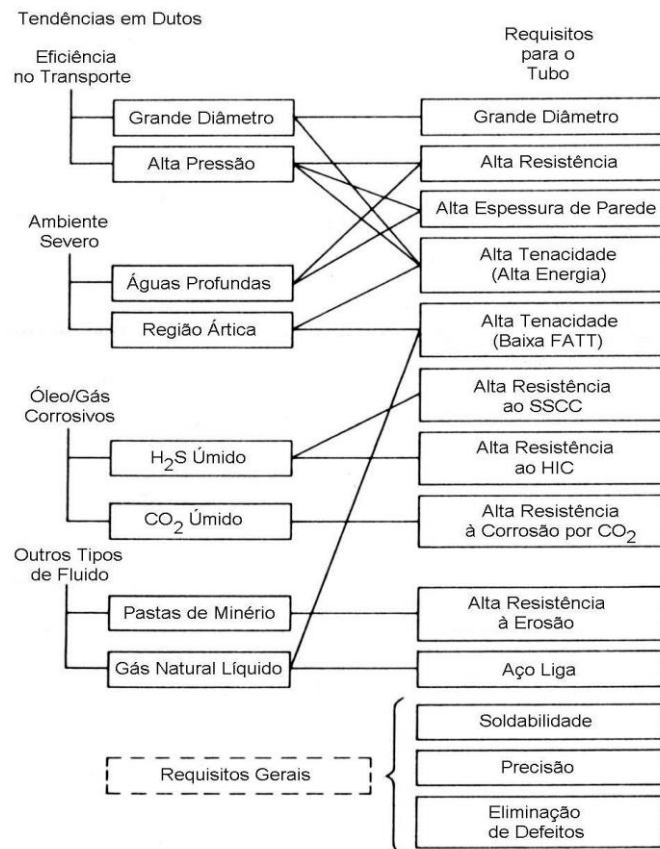 Tendências em Dutos
Requisitos
para o
Tubo
Eficiência
no Transporte
Grande Diâmetro
Grande Diâmetro
Alta Pressão
Alta Resistência
Alta Espessura de Parede
Ambiente
Severo
Águas Profundas
Alta Tenacidade
(Alta Energia)
Região Ártica
Alta Tenacidade
(Baixa FATT)
Óleo/Gás
Corrosivos
Alta Resistência
ao SSCC
H2S Úmido
Alta Resistência
ao HIC
CO2 Úmido
Alta Resistência
à Corrosão por CO2
Outros Tipos
de Fluido
Pastas de Minério
Alta Resistência
à Erosão
Gás Natural Líquido
Aço Liga
Requisitos Gerais
Soldabilidade
Precisão
Eliminação
de Defeitos